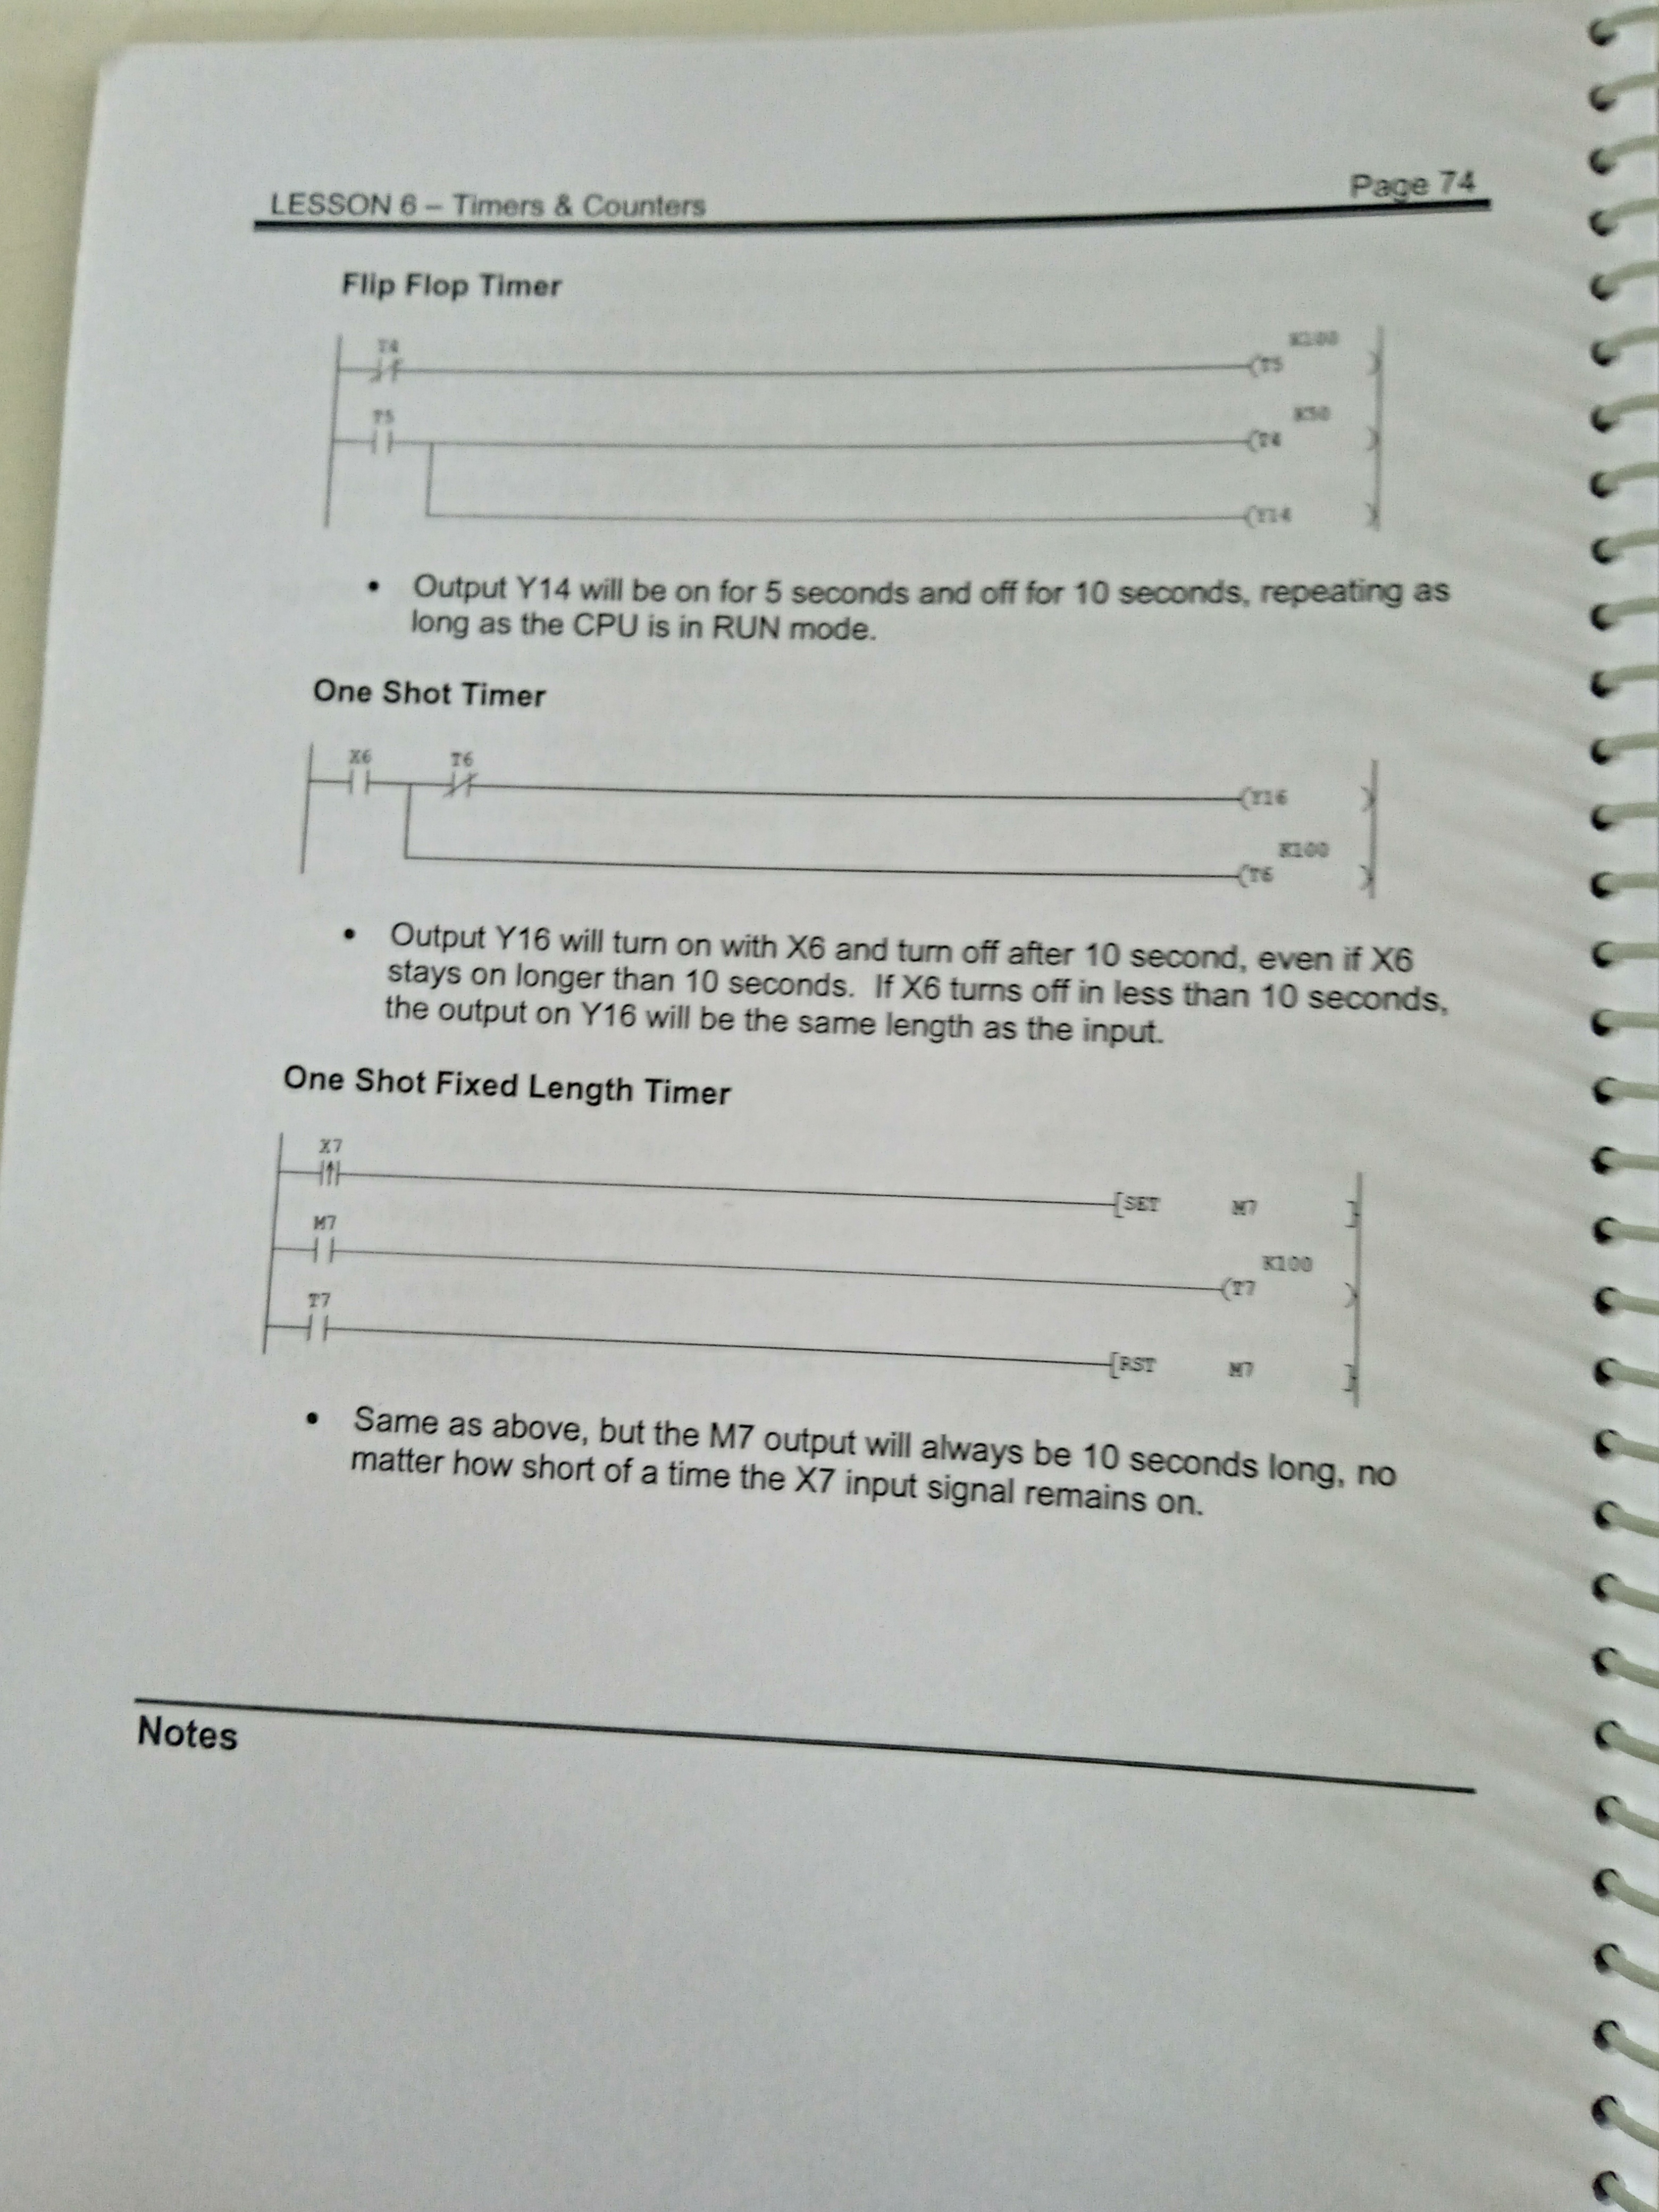 LESSON 6 – Timers & Counters Page 74
Flip Flop Timer
T4 K100
(T5 )
T5 K50
(T4 )
(Y14 )
• Output Y14 will be on for 5 seconds and off for 10 seconds, repeating as
long as the CPU is in RUN mode.
One Shot Timer
X6 T6
(Y16 )
K100
(T6 )
• Output Y16 will turn on with X6 and turn off after 10 second, even if X6
stays on longer than 10 seconds. If X6 turns off in less than 10 seconds,
the output on Y16 will be the same length as the input.
One Shot Fixed Length Timer
X7
[SET M7 ]
M7 K100
(T7 )
T7
[RST M7 ]
• Same as above, but the M7 output will always be 10 seconds long, no
matter how short of a time the X7 input signal remains on.
Notes